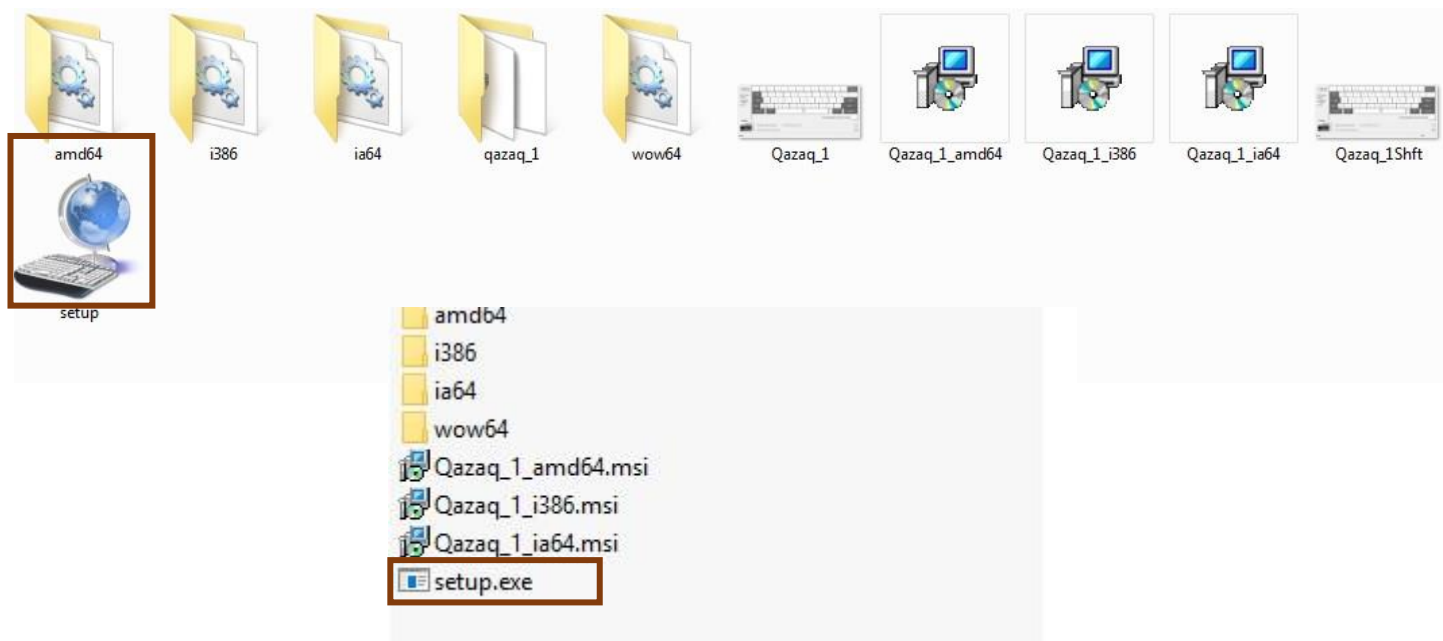 amd64 i386 ia64 qazaq_1 wow64 Qazaq_1 Qazaq_1_amd64 Qazaq_1_i386 Qazaq_1_ia64 Qazaq_1Shft
setup
amd64
i386
ia64
wow64
Qazaq_1_amd64.msi
Qazaq_1_i386.msi
Qazaq_1_ia64.msi
setup.exe